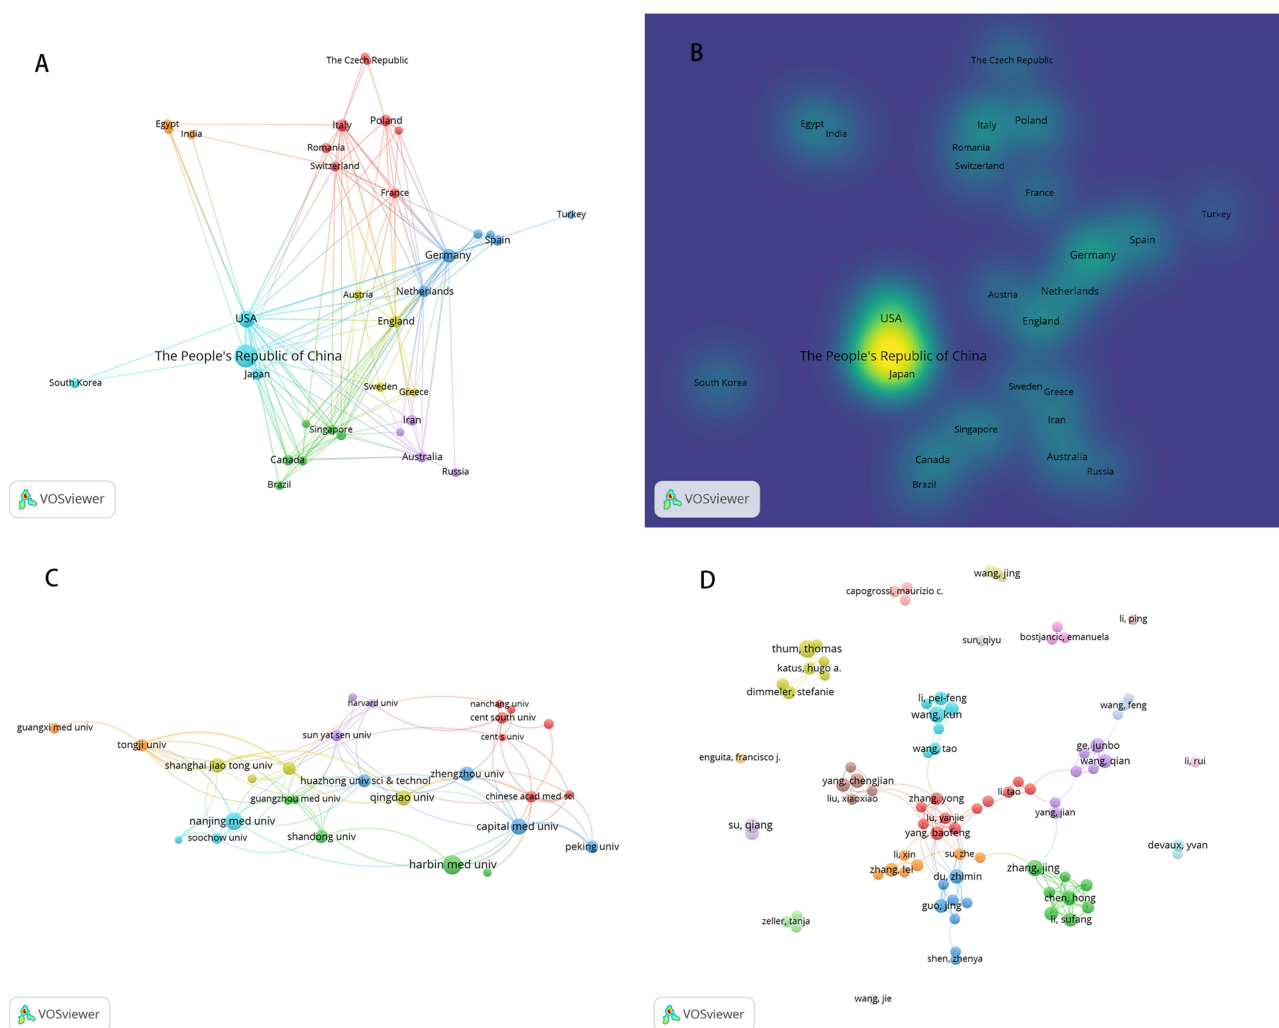 A
The Czech Republic
Egypt
India
Italy
Poland
Romania
Switzerland
France
Turkey
Spain
Germany
Austria
Netherlands
USA
England
The People's Republic of China
Japan
South Korea
Sweden
Greece
Iran
Singapore
Canada
Australia
Brazil
Russia
VOSviewer
B
The Czech Republic
Egypt
India
Italy
Poland
Romania
Switzerland
France
Turkey
Spain
Germany
Austria
Netherlands
USA
England
The People's Republic of China
Japan
South Korea
Sweden
Greece
Iran
Singapore
Canada
Australia
Brazil
Russia
VOSviewer
C
harvard univ
nanchang univ
cent south univ
guangxi med univ
tongji univ
sun yat sen univ
cent s univ
shanghai jiao tong univ
huazhong univ sci & technol
zhengzhou univ
guangzhou med univ
qingdao univ
chinese acad med sci
nanjing med univ
soochow univ
shandong univ
capital med univ
peking univ
harbin med univ
VOSviewer
D
wang, jing
capogrossi, maurizio c.
li, ping
sun, qiyu
bostjancic, emanuela
thum, thomas
katus, hugo a.
dimmeler, stefanie
li, pei-feng
wang, kun
wang, feng
wang, tao
ge, junbo
wang, qian
enguita, francisco j.
li, rui
yang, chengjian
liu, xiaoxiao
zhang, yong
li, tao
lu, yanjie
yang, jian
su, qiang
yang, baofeng
li, xin
su, zhe
zhang, lei
devaux, yvan
du, zhimin
zhang, jing
chen, hong
guo, jing
li, sufang
zeller, tanja
shen, zhenya
wang, jie
VOSviewer